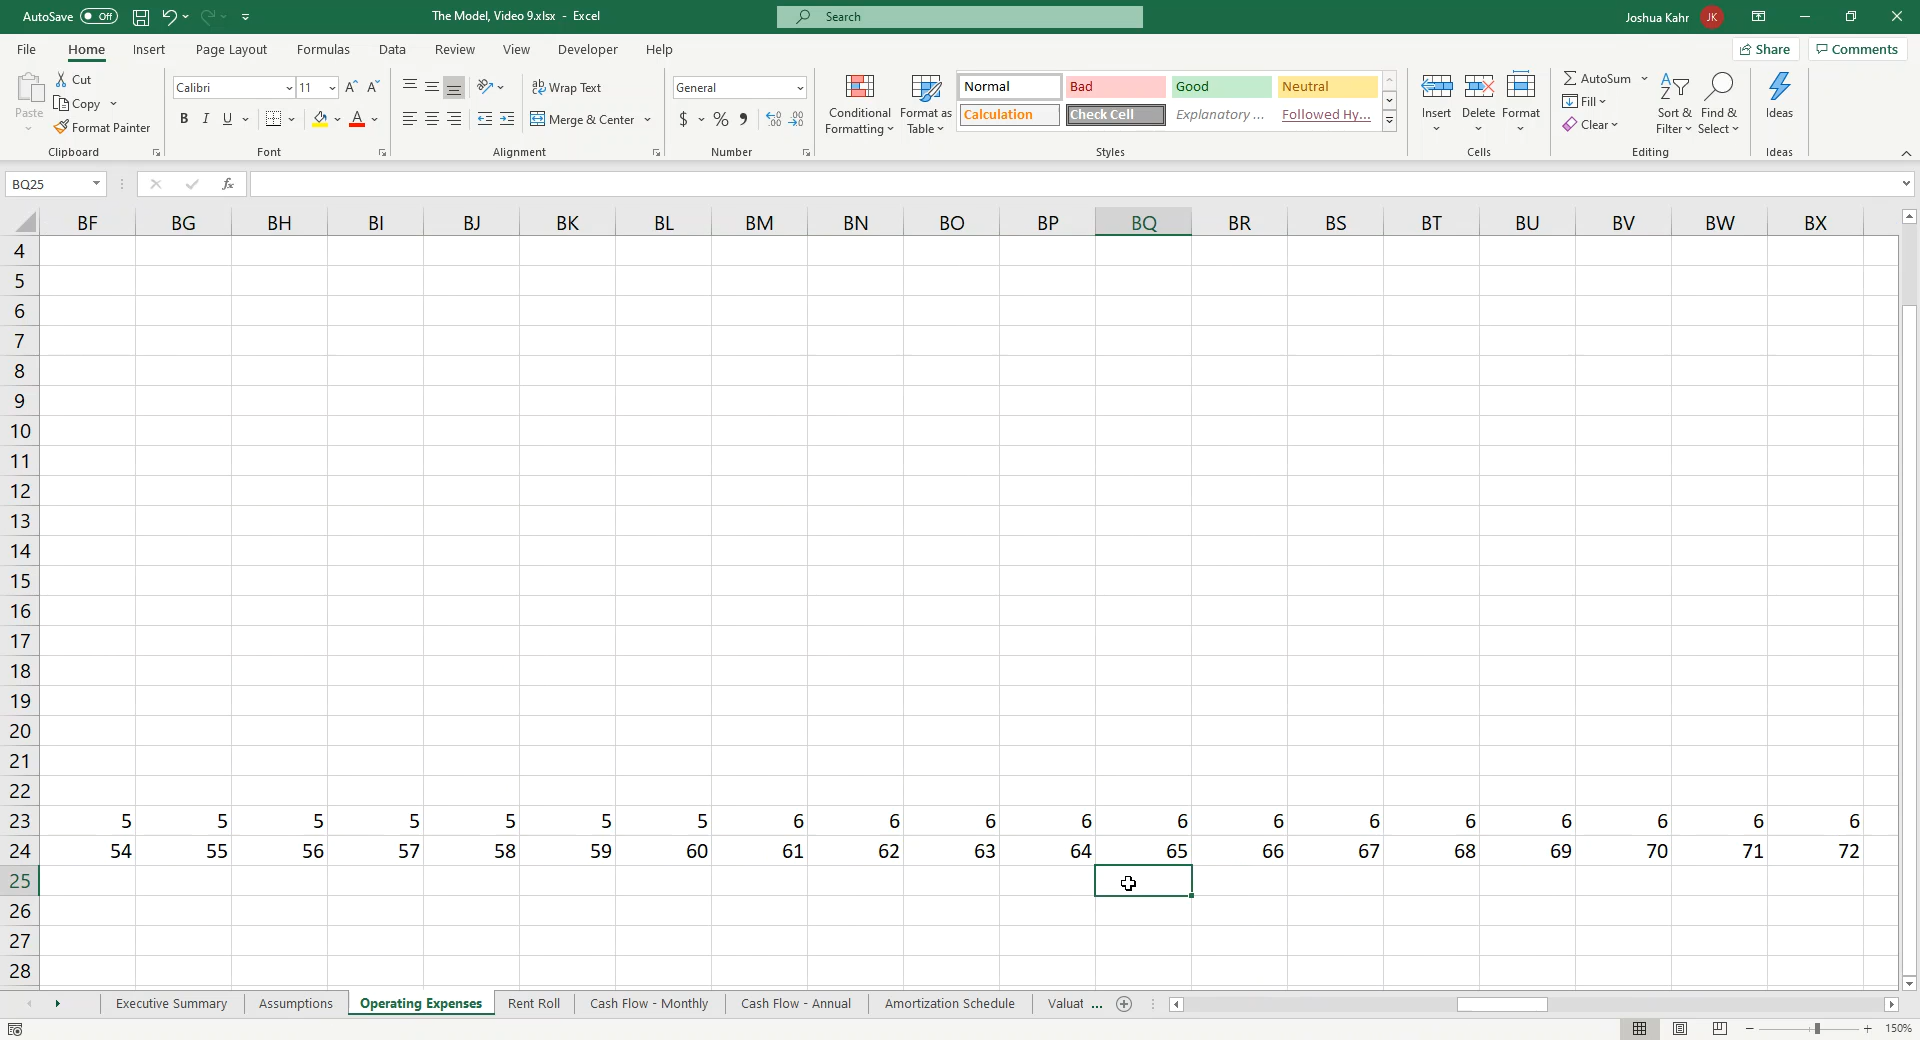 AutoSave Off The Model, Video 9.xlsx - Excel Search Joshua Kahr JK
File Home Insert Page Layout Formulas Data Review View Developer Help Share Comments
Paste
Cut
Copy
Format Painter
Clipboard
Calibri 11 A A
B I U A
Font
Wrap Text
Merge & Center
Alignment
General
$ % ,
Number
Conditional
Formatting
Format as
Table
Normal Bad Good Neutral
Calculation Check Cell Explanatory ... Followed Hy...
Styles
Insert Delete Format
Cells
AutoSum
Fill
Clear
Sort &
Filter
Find &
Select
Editing
Ideas
Ideas
BQ25 fx
BF BG BH BI BJ BK BL BM BN BO BP BQ BR BS BT BU BV BW BX
4
5
6
7
8
9
10
11
12
13
14
15
16
17
18
19
20
21
22
23 5 5 5 5 5 5 5 6 6 6 6 6 6 6 6 6 6 6 6
24 54 55 56 57 58 59 60 61 62 63 64 65 66 67 68 69 70 71 72
25
26
27
28
Executive Summary Assumptions Operating Expenses Rent Roll Cash Flow - Monthly Cash Flow - Annual Amortization Schedule Valuat ...
150%